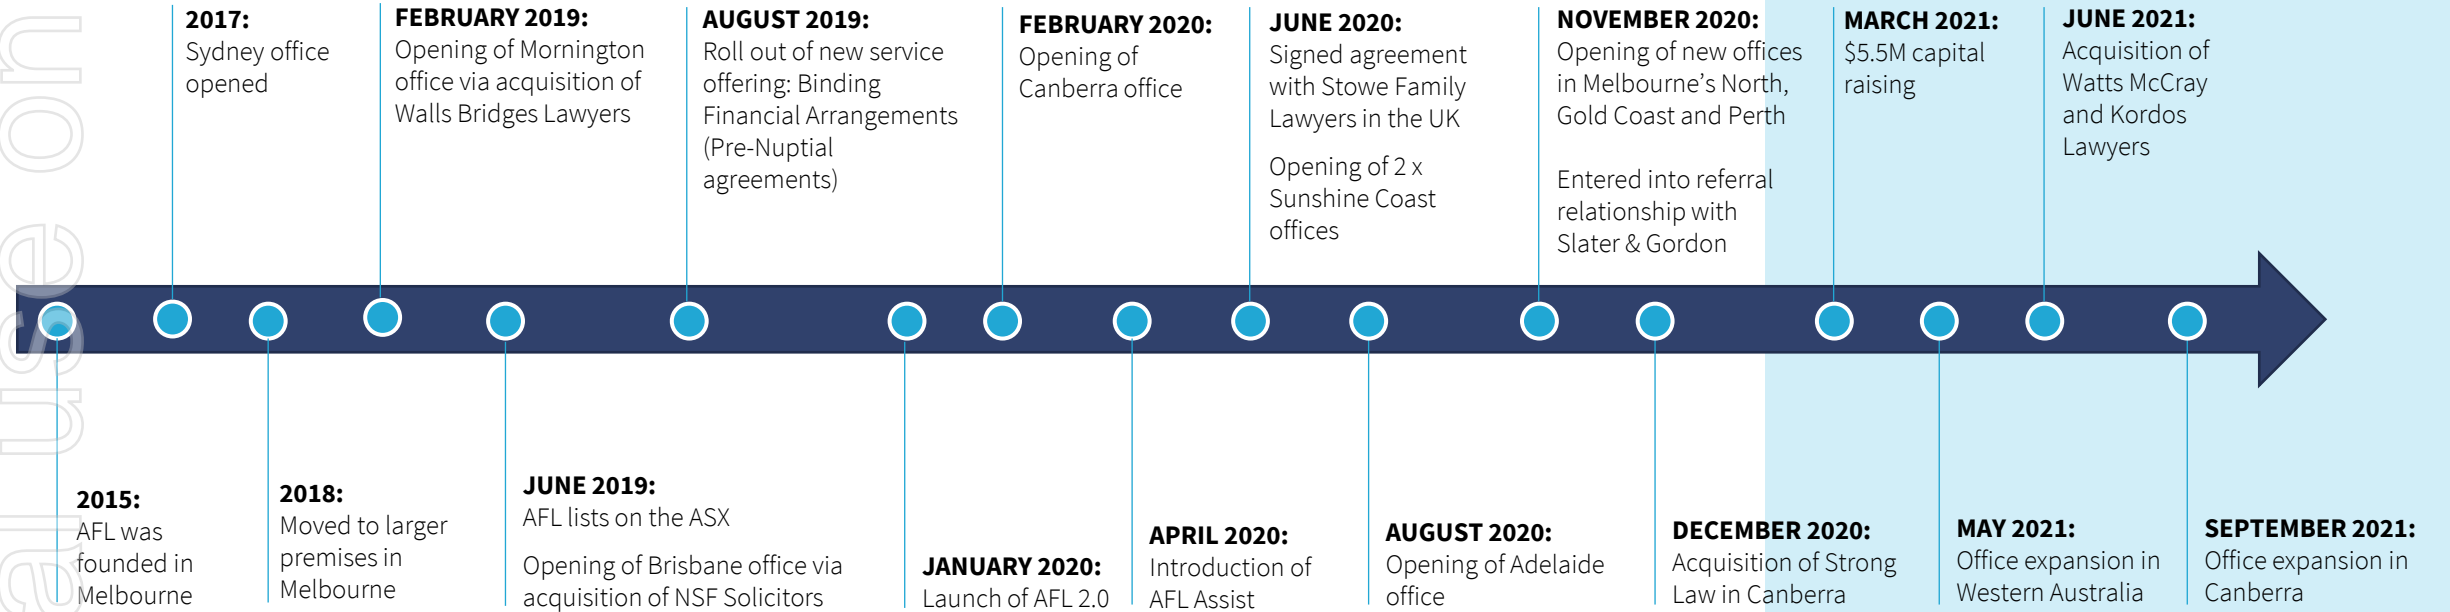 2017:
Sydney office
opened
FEBRUARY 2019:
Opening of Mornington
office via acquisition of
Walls Bridges Lawyers
AUGUST 2019:
Roll out of new service
offering: Binding
Financial Arrangements
(Pre-Nuptial
agreements)
FEBRUARY 2020:
Opening of
Canberra office
JUNE 2020:
Signed agreement
with Stowe Family
Lawyers in the UK
Opening of 2 x
Sunshine Coast
offices
NOVEMBER 2020:
Opening of new offices
in Melbourne's North,
Gold Coast and Perth
Entered into referral
relationship with
Slater & Gordon
MARCH 2021:
$5.5M capital
raising
JUNE 2021:
Acquisition of
Watts McCray
and Kordos
Lawyers
2015:
AFL was
founded in
Melbourne
2018:
Moved to larger
premises in
Melbourne
JUNE 2019:
AFL lists on the ASX
Opening of Brisbane office via
acquisition of NSF Solicitors
JANUARY 2020:
Launch of AFL 2.0
APRIL 2020:
Introduction of
AFL Assist
AUGUST 2020:
Opening of Adelaide
office
DECEMBER 2020:
Acquisition of Strong
Law in Canberra
MAY 2021:
Office expansion in
Western Australia
SEPTEMBER 2021:
Office expansion in
Canberra
al use on